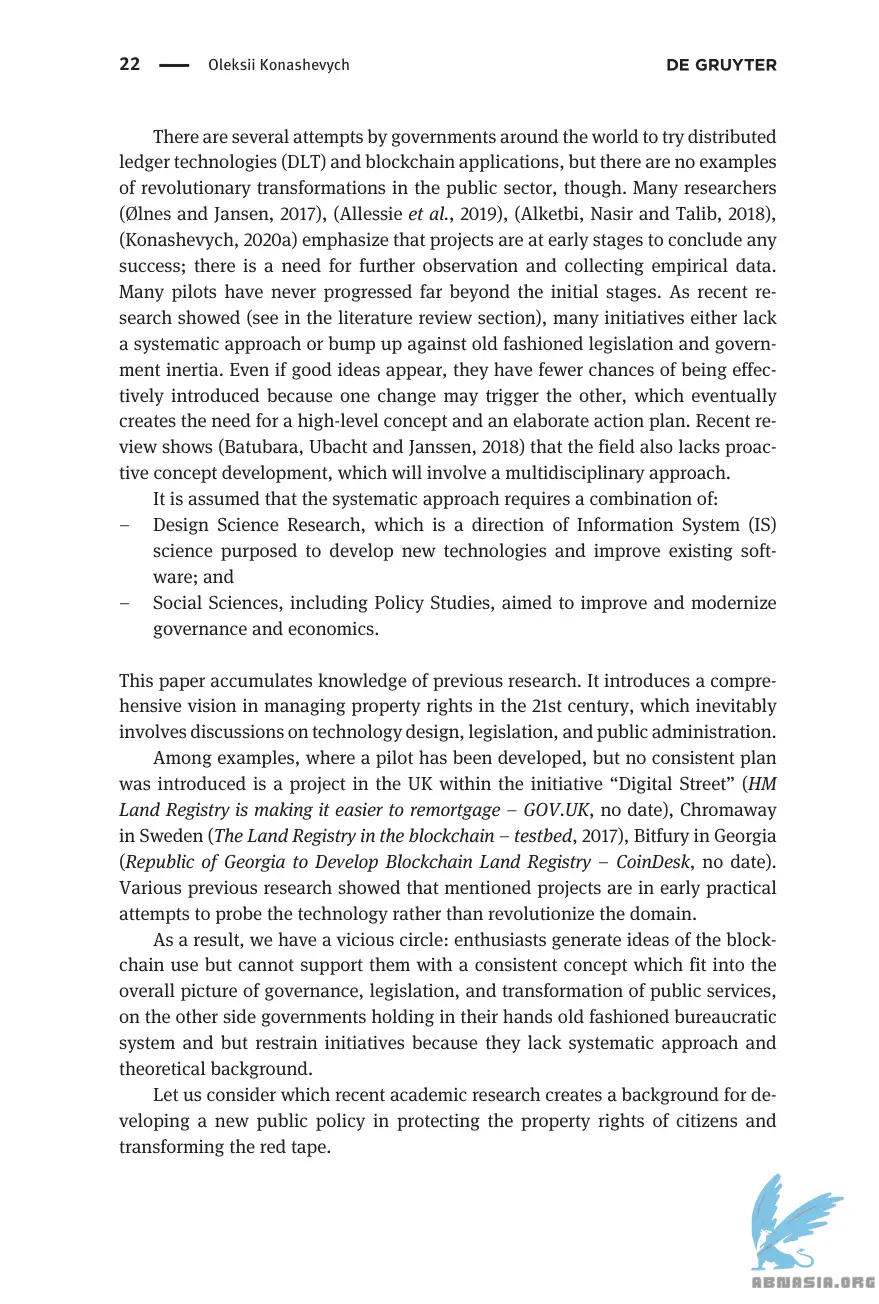 22 — Oleksii Konashevych DE GRUYTER
There are several attempts by governments around the world to try distributed
ledger technologies (DLT) and blockchain applications, but there are no examples
of revolutionary transformations in the public sector, though. Many researchers
(Ølnes and Jansen, 2017), (Allessie et al., 2019), (Alketbi, Nasir and Talib, 2018),
(Konashevych, 2020a) emphasize that projects are at early stages to conclude any
success; there is a need for further observation and collecting empirical data.
Many pilots have never progressed far beyond the initial stages. As recent re-
search showed (see in the literature review section), many initiatives either lack
a systematic approach or bump up against old fashioned legislation and govern-
ment inertia. Even if good ideas appear, they have fewer chances of being effec-
tively introduced because one change may trigger the other, which eventually
creates the need for a high-level concept and an elaborate action plan. Recent re-
view shows (Batubara, Ubacht and Janssen, 2018) that the field also lacks proac-
tive concept development, which will involve a multidisciplinary approach.
It is assumed that the systematic approach requires a combination of:
– Design Science Research, which is a direction of Information System (IS)
science purposed to develop new technologies and improve existing soft-
ware; and
– Social Sciences, including Policy Studies, aimed to improve and modernize
governance and economics.
This paper accumulates knowledge of previous research. It introduces a compre-
hensive vision in managing property rights in the 21st century, which inevitably
involves discussions on technology design, legislation, and public administration.
Among examples, where a pilot has been developed, but no consistent plan
was introduced is a project in the UK within the initiative “Digital Street” (HM
Land Registry is making it easier to remortgage – GOV.UK, no date), Chromaway
in Sweden (The Land Registry in the blockchain – testbed, 2017), Bitfury in Georgia
(Republic of Georgia to Develop Blockchain Land Registry – CoinDesk, no date).
Various previous research showed that mentioned projects are in early practical
attempts to probe the technology rather than revolutionize the domain.
As a result, we have a vicious circle: enthusiasts generate ideas of the block-
chain use but cannot support them with a consistent concept which fit into the
overall picture of governance, legislation, and transformation of public services,
on the other side governments holding in their hands old fashioned bureaucratic
system and but restrain initiatives because they lack systematic approach and
theoretical background.
Let us consider which recent academic research creates a background for de-
veloping a new public policy in protecting the property rights of citizens and
transforming the red tape.
ABNASIA.ORG